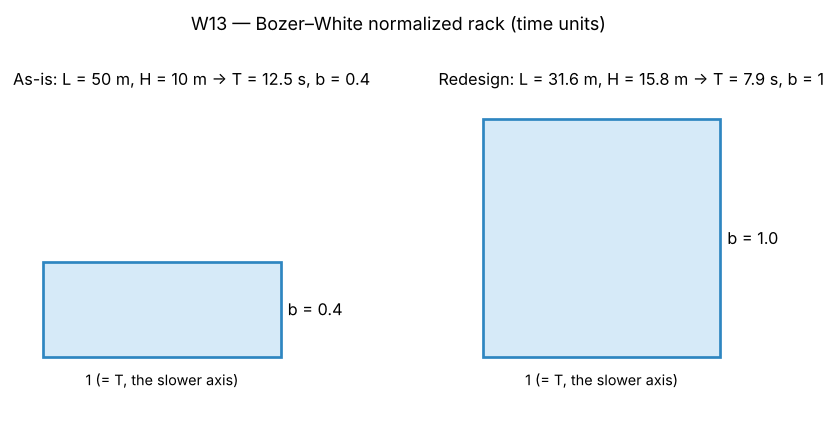 W13 — Bozer–White normalized rack (time units)
As-is: L = 50 m, H = 10 m → T = 12.5 s, b = 0.4
Redesign: L = 31.6 m, H = 15.8 m → T = 7.9 s, b = 1
b = 0.4
b = 1.0
1 (= T, the slower axis)
1 (= T, the slower axis)